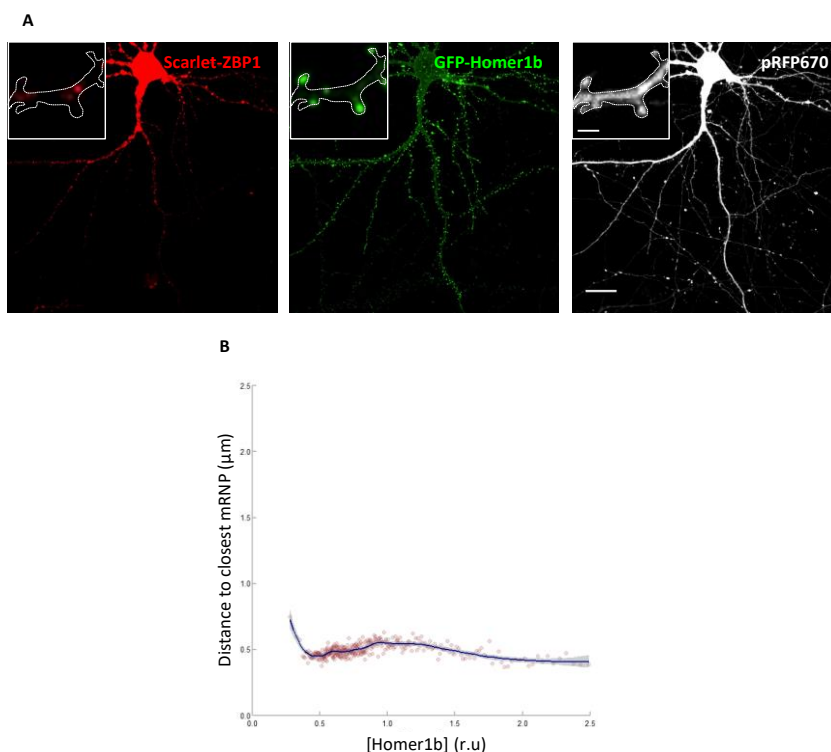 A
Scarlet-ZBP1
GFP-Homer1b
pRFP670
B
Distance to closest mRNP (μm)
2.5
2.0
1.5
1.0
0.5
0.0
0.0 0.5 1.0 1.5 2.0 2.5
[Homer1b] (r.u)